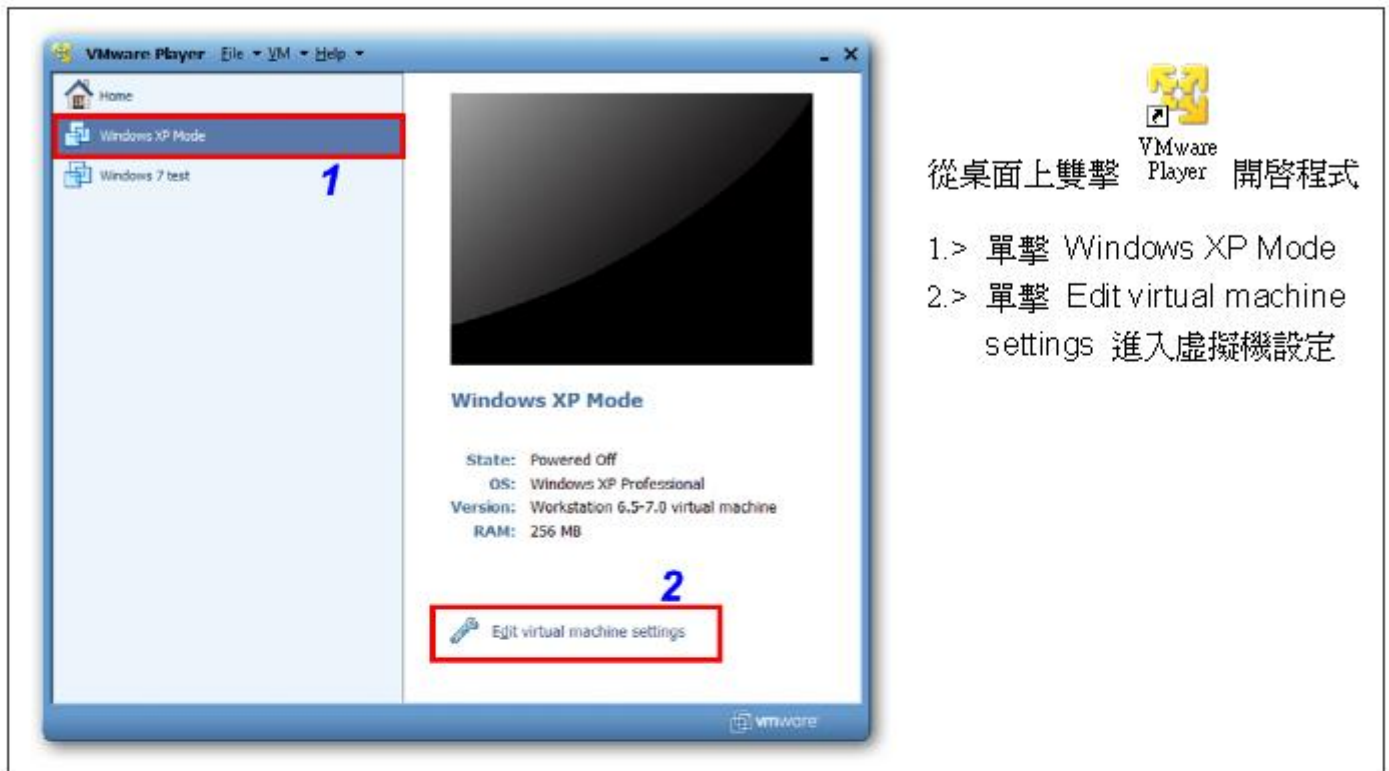 VMware Player File VM Help
Home
Windows XP Mode
Windows 7 test
1
Windows XP Mode
State: Powered Off
OS: Windows XP Professional
Version: Workstation 6.5-7.0 virtual machine
RAM: 256 MB
2
Edit virtual machine settings
vmware
從桌面上雙擊 VMware Player 開啓程式
1.> 單擊 Windows XP Mode
2.> 單擊 Edit virtual machine
settings 進入虛擬機設定